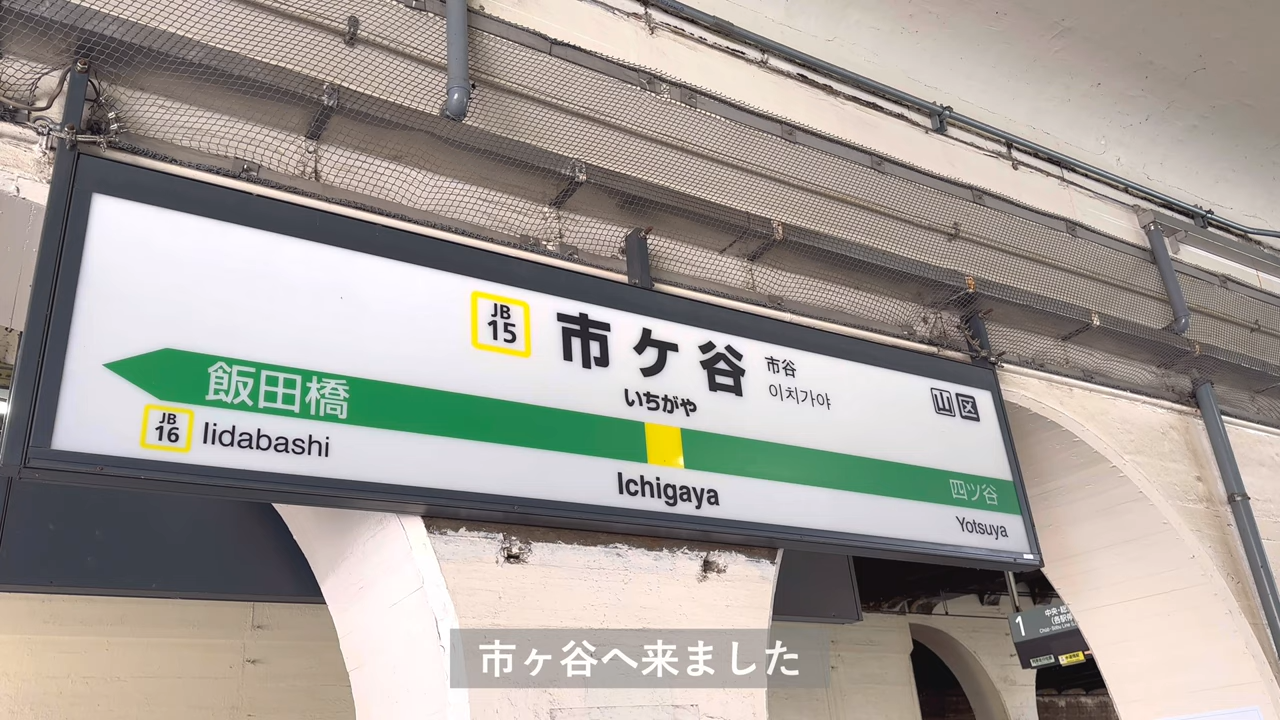 JB
15
市ケ谷
市谷
이치가야
いちがや
山区
飯田橋
JB
16
Iidabashi
Ichigaya
四ツ谷
Yotsuya
1
市ヶ谷へ来ました